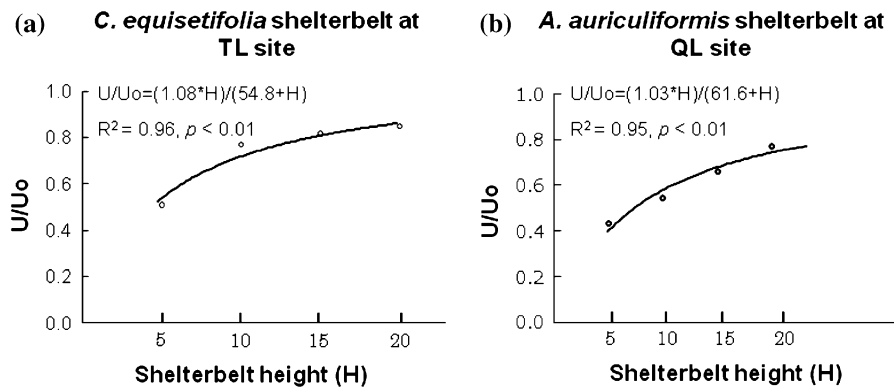 (a) C. equisetifolia shelterbelt at
TL site
U/Uo=(1.08*H)/(54.8+H)
R² = 0.96, p < 0.01
1.0
0.8
0.6
0.4
0.2
0.0
U/Uo
5 10 15 20
Shelterbelt height (H)
(b) A. auriculiformis shelterbelt at
QL site
U/Uo=(1.03*H)/(61.6+H)
R² = 0.95, p < 0.01
1.0
0.8
0.6
0.4
0.2
0.0
U/Uo
5 10 15 20
Shelterbelt height (H)